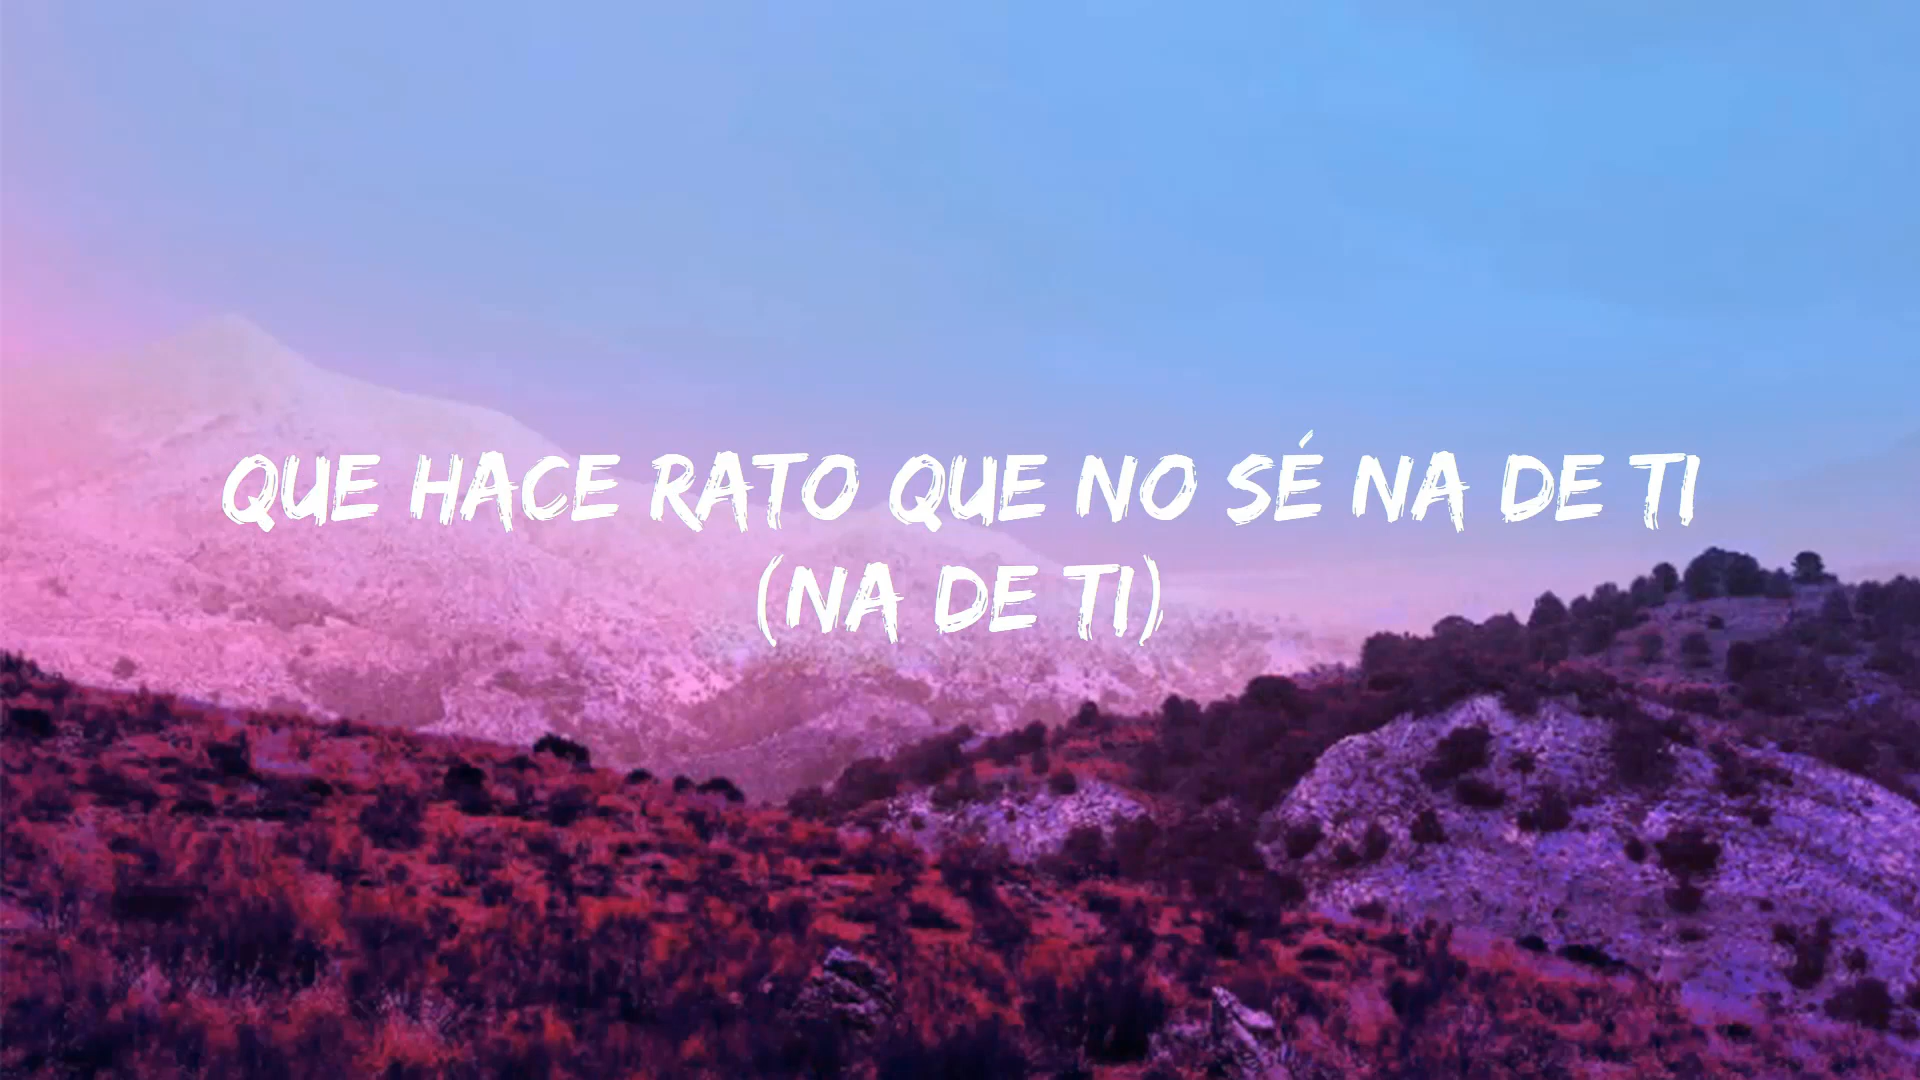 QUE HACE RATO QUE NO SÉ NA DE TI
(NA DE TI)